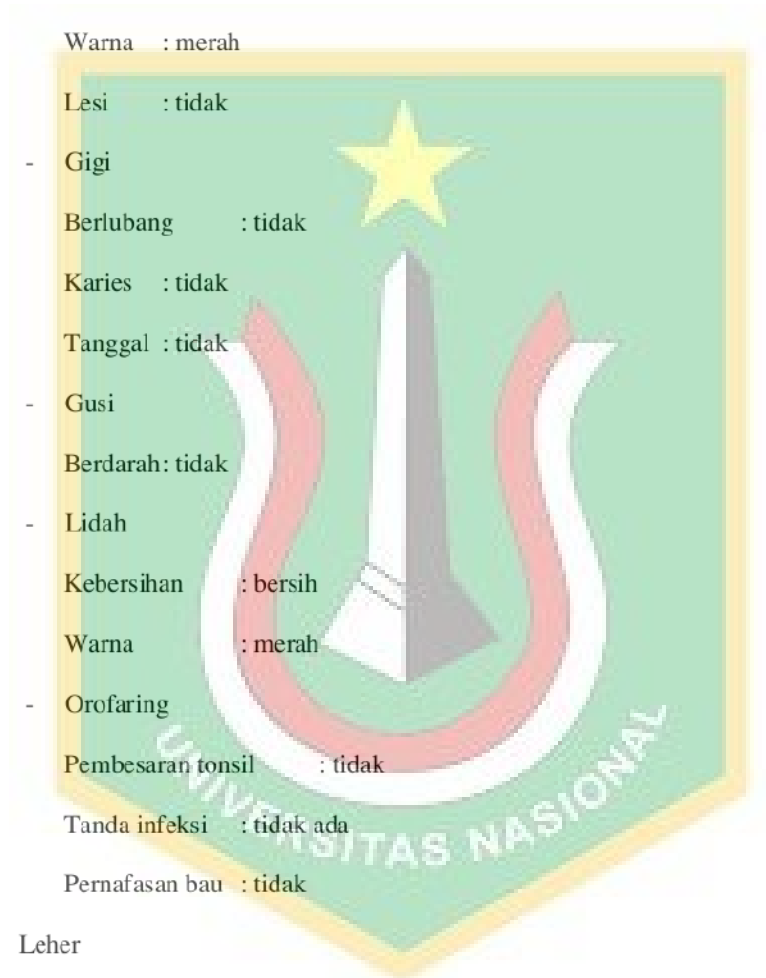 Warna : merah
Lesi : tidak
- Gigi
Berlubang : tidak
Karies : tidak
Tanggal : tidak
- Gusi
Berdarah: tidak
- Lidah
Kebersihan : bersih
Warna : merah
- Orofaring
Pembesaran tonsil : tidak
Tanda infeksi : tidak ada
Pernafasan bau : tidak
Leher
UNIVERSITAS NASIONAL